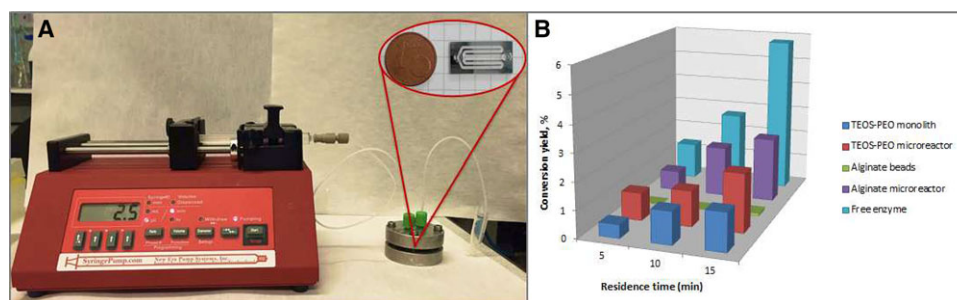 A
2.5
SyringePump.com
New Era Pump Systems, Inc.
B
Conversion yield, %
6
5
4
3
2
1
0
5
10
15
Residence time (min)
TEOS-PEO monolith
TEOS-PEO microreactor
Alginate beads
Alginate microreactor
Free enzyme